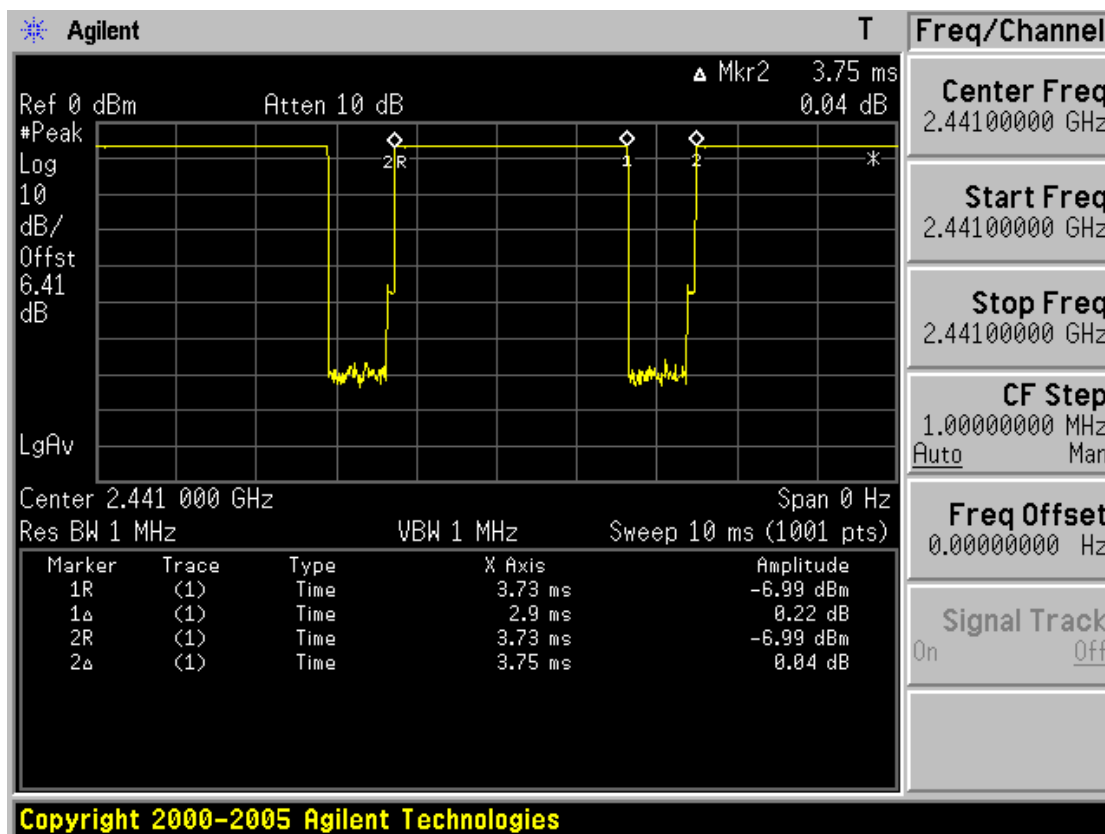 Agilent T
Freq/Channel
Δ Mkr2 3.75 ms
Ref 0 dBm Atten 10 dB 0.04 dB
#Peak
Log
10
dB/
Offst
6.41
dB
LgAv
2R
1
2
*
Center 2.441 000 GHz Span 0 Hz
Res BW 1 MHz VBW 1 MHz Sweep 10 ms (1001 pts)
Marker Trace Type X Axis Amplitude
1R (1) Time 3.73 ms -6.99 dBm
1Δ (1) Time 2.9 ms 0.22 dB
2R (1) Time 3.73 ms -6.99 dBm
2Δ (1) Time 3.75 ms 0.04 dB
Center Freq
2.44100000 GHz
Start Freq
2.44100000 GHz
Stop Freq
2.44100000 GHz
CF Step
1.00000000 MHz
Auto Man
Freq Offset
0.00000000 Hz
Signal Track
On Off
Copyright 2000-2005 Agilent Technologies